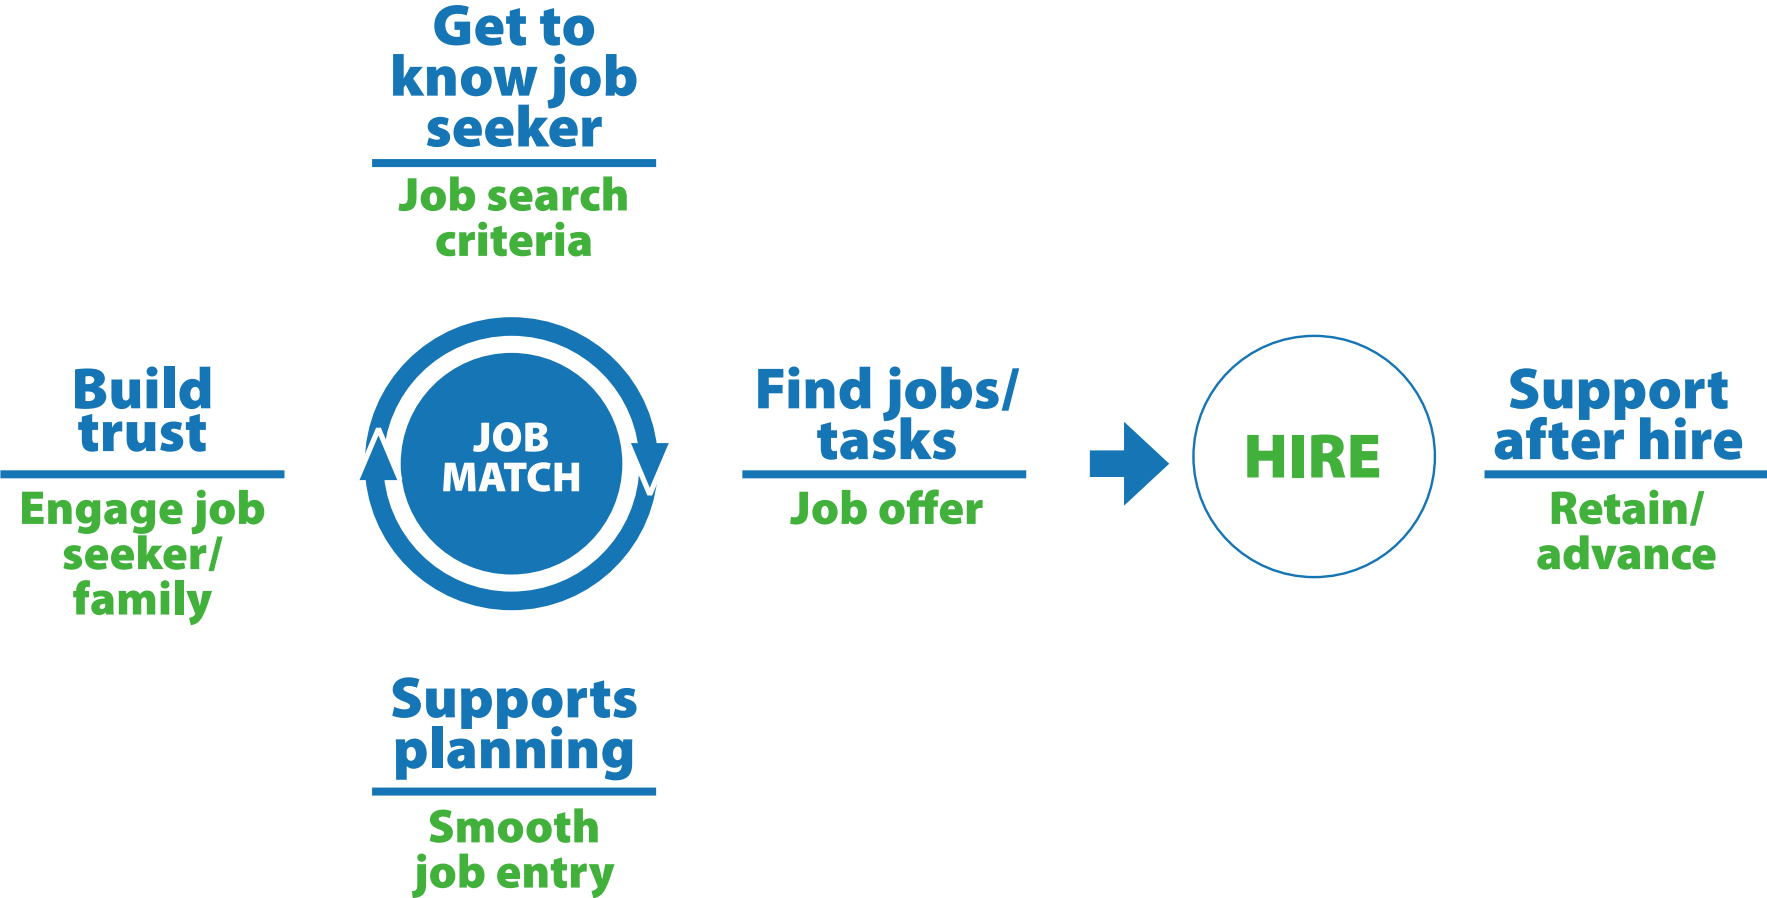 Get to
know job
seeker
Job search
criteria
Build
trust
Engage job
seeker/
family
JOB
MATCH
Find jobs/
tasks
Job offer
HIRE
Support
after hire
Retain/
advance
Supports
planning
Smooth
job entry